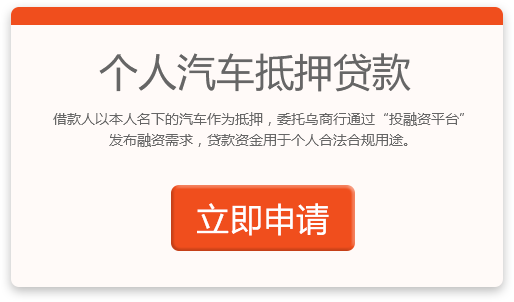 个人汽车抵押贷款
借款人以本人名下的汽车作为抵押，委托乌商行通过“投融资平台”
发布融资需求，贷款资金用于个人合法合规用途。
立即申请